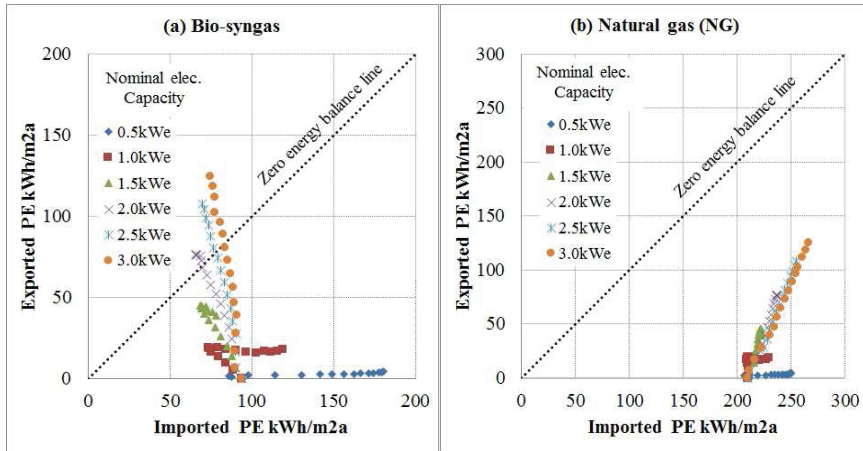 (a) Bio-syngas
200
150
100
50
0
0
100
200
Exported PE kWh/m2a
Imported PE kWh/m2a
Nominal elec.
Capacity
0.5kWe
1.0kWe
1.5kWe
2.0kWe
2.5kWe
3.0kWe
Zero energy balance line
(b) Natural gas (NG)
300
250
200
150
100
50
0
0
50
100
150
200
250
300
Exported PE kWh/m2a
Imported PE kWh/m2a
Nominal elec.
Capacity
0.5kWe
1.0kWe
1.5kWe
2.0kWe
2.5kWe
3.0kWe
Zero energy balance line